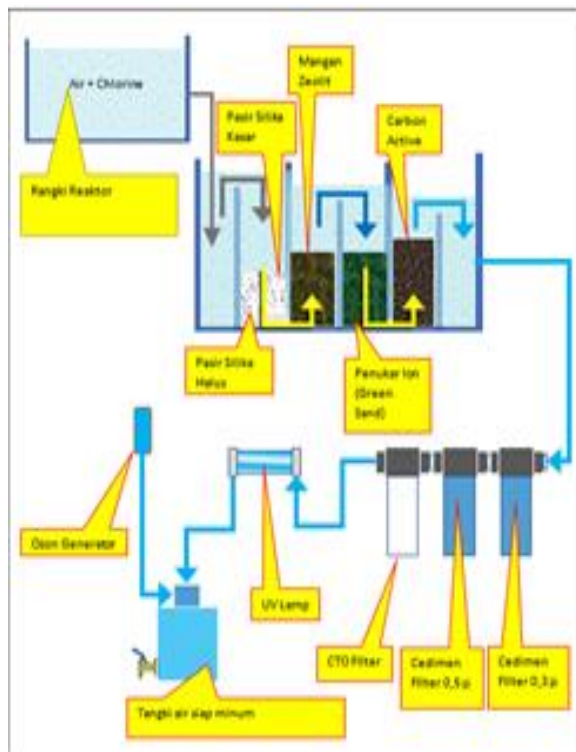 Air + Chlorine
Mangan
Zeolit
Pasir Silika
Kasar
Carbon
Active
Rangki Reaktor
Pasir Silika
Halus
Penukar Ion
(Green
Sand)
Ozon Generator
UV Lamp
CTO Filter
Cedimen
Filter 0,5 µ
Cedimen
Filter 0,3 µ
Tangki air siap minum